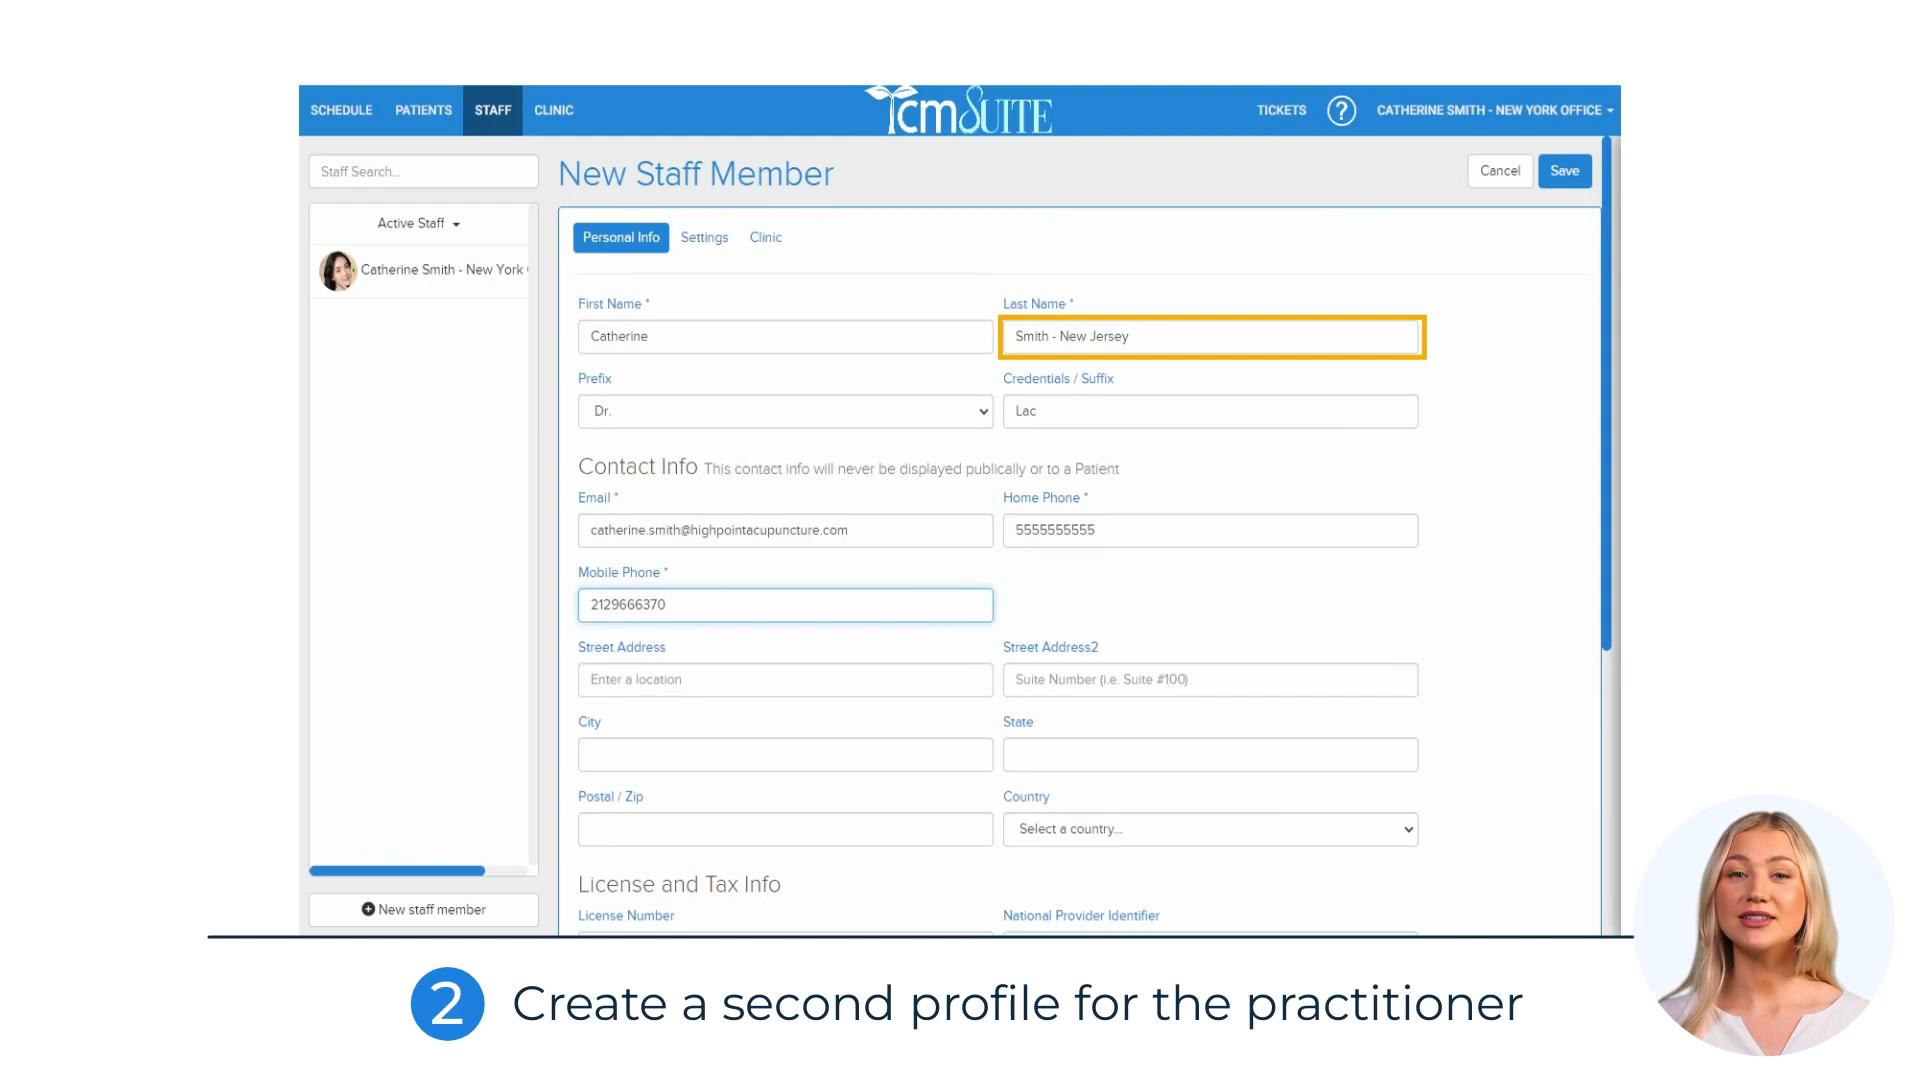 SCHEDULE PATIENTS STAFF CLINIC
TCMSUITE
TICKETS ? CATHERINE SMITH - NEW YORK OFFICE
Staff Search...
Active Staff
Catherine Smith - New York
New staff member
New Staff Member
Cancel Save
Personal Info Settings Clinic
First Name * Last Name *
Catherine Smith - New Jersey
Prefix Credentials / Suffix
Dr. Lac
Contact Info This contact info will never be displayed publically or to a Patient
Email * Home Phone *
catherine.smith@highpointacupuncture.com 5555555555
Mobile Phone *
2129666370
Street Address Street Address2
Enter a location Suite Number (i.e. Suite #100)
City State
Postal / Zip Country
Select a country...
License and Tax Info
License Number National Provider Identifier
2 Create a second profile for the practitioner